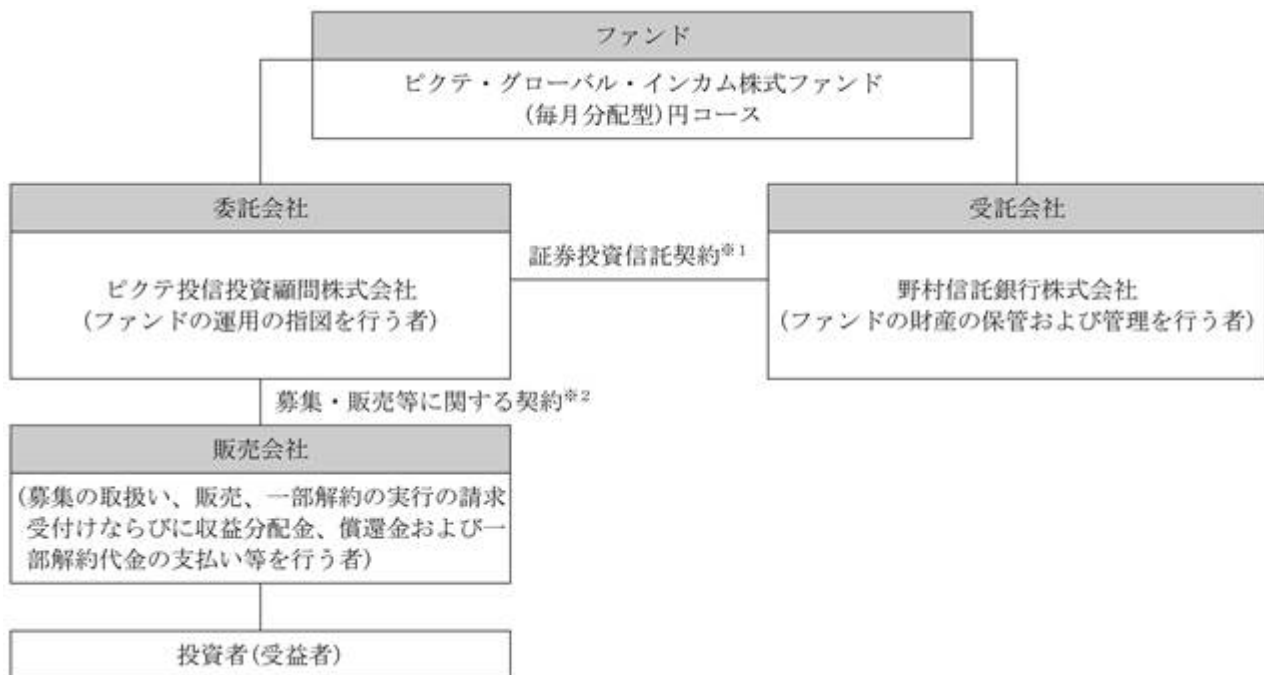 ファンド
ピクテ・グローバル・インカム株式ファンド
(毎月分配型)円コース
委託会社
受託会社
ピクテ投信投資顧問株式会社
(ファンドの運用の指図を行う者)
証券投資信託契約※1
野村信託銀行株式会社
(ファンドの財産の保管および管理を行う者)
募集・販売等に関する契約※2
販売会社
(募集の取扱い、販売、一部解約の実行の請求
受付けならびに収益分配金、償還金および一
部解約代金の支払い等を行う者)
投資者(受益者)